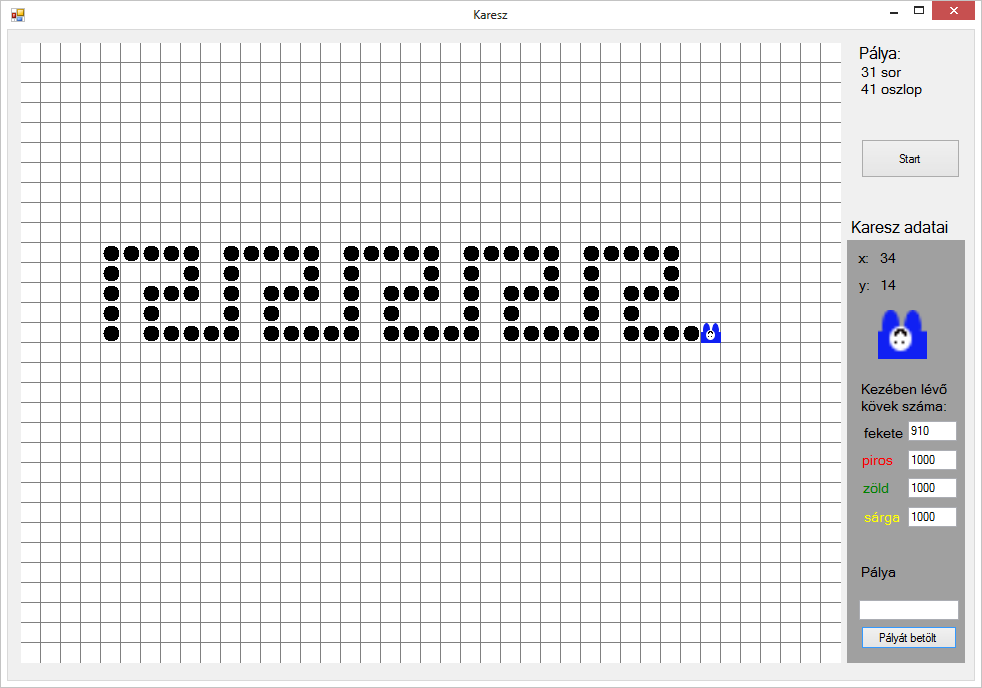 Karesz
Pálya:
31 sor
41 oszlop
Start
Karesz adatai
x: 34
y: 14
Kezében lévő
kövek száma:
fekete 910
piros 1000
zöld 1000
sárga 1000
Pálya
Pályát betölt